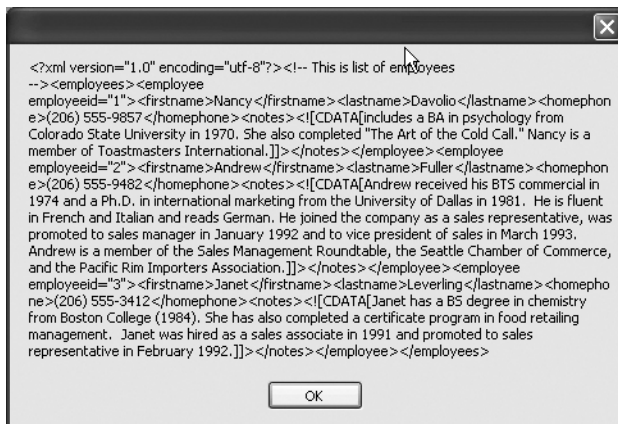 <?xml version="1.0" encoding="utf-8"?><!-- This is list of employees
--><employees><employee
employeeid="1"><firstname>Nancy</firstname><lastname>Davolio</lastname><homephon
e>(206) 555-9857</homephone><notes><![CDATA[includes a BA in psychology from
Colorado State University in 1970. She also completed "The Art of the Cold Call." Nancy is a
member of Toastmasters International.]]></notes></employee><employee
employeeid="2"><firstname>Andrew</firstname><lastname>Fuller</lastname><homephon
e>(206) 555-9482</homephone><notes><![CDATA[Andrew received his BTS commercial in
1974 and a Ph.D. in international marketing from the University of Dallas in 1981.  He is fluent
in French and Italian and reads German. He joined the company as a sales representative, was
promoted to sales manager in January 1992 and to vice president of sales in March 1993.
Andrew is a member of the Sales Management Roundtable, the Seattle Chamber of Commerce,
and the Pacific Rim Importers Association.]]></notes></employee><employee
employeeid="3"><firstname>Janet</firstname><lastname>Leverling</lastname><homepho
ne>(206) 555-3412</homephone><notes><![CDATA[Janet has a BS degree in chemistry
from Boston College (1984). She has also completed a certificate program in food retailing
management.  Janet was hired as a sales associate in 1991 and promoted to sales
representative in February 1992.]]></notes></employee></employees>
OK